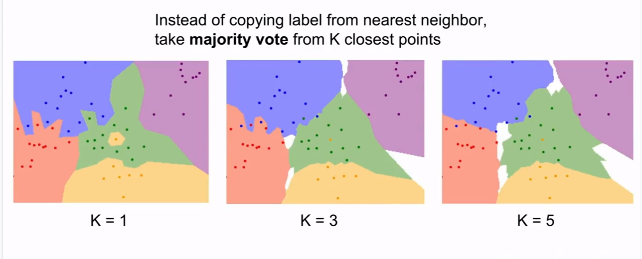 Instead of copying label from nearest neighbor,
take majority vote from K closest points
K = 1
K = 3
K = 5